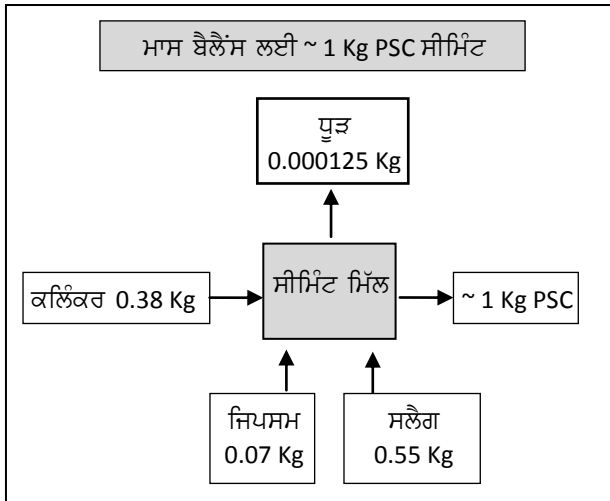 ਮਾਸ ਬੈਲੈਂਸ ਲਈ ~ 1 Kg PSC ਸੀਮਿੰਟ
ਧੂੜ
0.000125 Kg
ਕਲਿੰਕਰ 0.38 Kg
ਸੀਮਿੰਟ ਮਿੱਲ
~ 1 Kg PSC
ਜਿਪਸਮ
0.07 Kg
ਸਲੈਗ
0.55 Kg